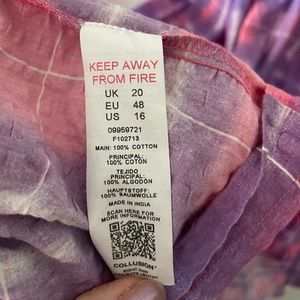 KEEP AWAY
FROM FIRE
UK 20
EU 48
US 16
09959721
F102713
MAIN: 100% COTTON
PRINCIPAL:
100% COTON
TEJIDO
PRINCIPAL:
100% ALGODÓN
HAUPTSTOFF:
100% BAUMWOLLE
MADE IN INDIA
SCAN HERE FOR
MORE INFORMATION
COLLUSION